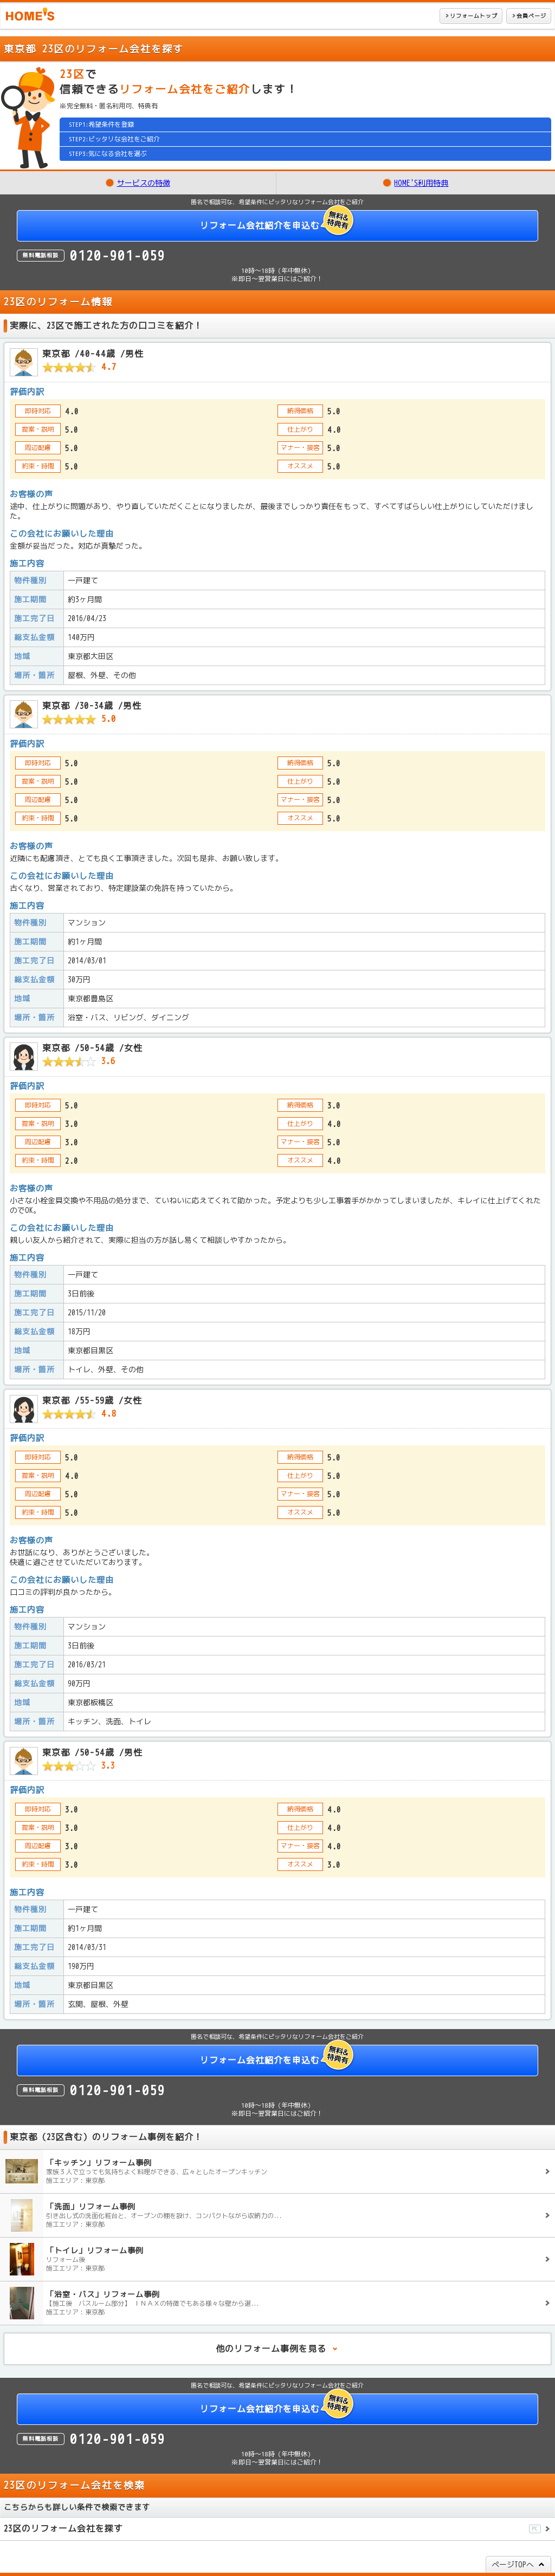 HOME'S
リフォームトップ
会員ページ
東京都 23区のリフォーム会社を探す
23区で
信頼できるリフォーム会社をご紹介します！
※完全無料・匿名利用可、特典有
STEP1:希望条件を登録
STEP2:ピッタリな会社をご紹介
STEP3:気になる会社を選ぶ
サービスの特徴
HOME'S利用特典
匿名で相談可な、希望条件にピッタリなリフォーム会社をご紹介
リフォーム会社紹介を申込む
無料&特典有
無料電話相談 0120-901-059
10時～18時（年中無休）
※即日～翌営業日にはご紹介！
23区のリフォーム情報
実際に、23区で施工された方の口コミを紹介！
東京都 /40-44歳 /男性
4.7
評価内訳
即時対応 4.0 納得価格 5.0
提案・説明 5.0 仕上がり 4.0
周辺配慮 5.0 マナー・接客 5.0
約束・時間 5.0 オススメ 5.0
お客様の声
途中、仕上がりに問題があり、やり直していただくことになりましたが、最後までしっかり責任をもって、すべてすばらしい仕上がりにしていただけまし
た。
この会社にお願いした理由
金額が妥当だった。対応が真摯だった。
施工内容
物件種別 一戸建て
施工期間 約3ヶ月間
施工完了日 2016/04/23
総支払金額 140万円
地域 東京都大田区
場所・箇所 屋根、外壁、その他
東京都 /30-34歳 /男性
5.0
評価内訳
即時対応 5.0 納得価格 5.0
提案・説明 5.0 仕上がり 5.0
周辺配慮 5.0 マナー・接客 5.0
約束・時間 5.0 オススメ 5.0
お客様の声
近隣にも配慮頂き、とても良く工事頂きました。次回も是非、お願い致します。
この会社にお願いした理由
古くなり、営業されており、特定建設業の免許を持っていたから。
施工内容
物件種別 マンション
施工期間 約1ヶ月間
施工完了日 2014/03/01
総支払金額 30万円
地域 東京都豊島区
場所・箇所 浴室・バス、リビング、ダイニング
東京都 /50-54歳 /女性
3.6
評価内訳
即時対応 5.0 納得価格 3.0
提案・説明 3.0 仕上がり 4.0
周辺配慮 3.0 マナー・接客 5.0
約束・時間 2.0 オススメ 4.0
お客様の声
小さな小栓金具交換や不用品の処分まで、ていねいに応えてくれて助かった。予定よりも少し工事着手がかかってしまいましたが、キレイに仕上げてくれた
のでOK。
この会社にお願いした理由
親しい友人から紹介されて、実際に担当の方が話し易くて相談しやすかったから。
施工内容
物件種別 一戸建て
施工期間 3日前後
施工完了日 2015/11/20
総支払金額 18万円
地域 東京都目黒区
場所・箇所 トイレ、外壁、その他
東京都 /55-59歳 /女性
4.8
評価内訳
即時対応 5.0 納得価格 5.0
提案・説明 4.0 仕上がり 5.0
周辺配慮 5.0 マナー・接客 5.0
約束・時間 5.0 オススメ 5.0
お客様の声
お世話になり、ありがとうございました。
快適に過ごさせていただいております。
この会社にお願いした理由
口コミの評判が良かったから。
施工内容
物件種別 マンション
施工期間 3日前後
施工完了日 2016/03/21
総支払金額 90万円
地域 東京都板橋区
場所・箇所 キッチン、洗面、トイレ
東京都 /50-54歳 /男性
3.3
評価内訳
即時対応 3.0 納得価格 4.0
提案・説明 3.0 仕上がり 4.0
周辺配慮 3.0 マナー・接客 4.0
約束・時間 3.0 オススメ 3.0
施工内容
物件種別 一戸建て
施工期間 約1ヶ月間
施工完了日 2014/03/31
総支払金額 190万円
地域 東京都目黒区
場所・箇所 玄関、屋根、外壁
匿名で相談可な、希望条件にピッタリなリフォーム会社をご紹介
リフォーム会社紹介を申込む
無料&特典有
無料電話相談 0120-901-059
10時～18時（年中無休）
※即日～翌営業日にはご紹介！
東京都（23区含む）のリフォーム事例を紹介！
「キッチン」リフォーム事例
家族３人で立っても気持ちよく料理ができる、広々としたオープンキッチン
施工エリア：東京都
「洗面」リフォーム事例
引き出し式の洗面化粧台と、オープンの棚を設け、コンパクトながら収納力の...
施工エリア：東京都
「トイレ」リフォーム事例
リフォーム後
施工エリア：東京都
「浴室・バス」リフォーム事例
【施工後　バスルーム部分】 ＩＮＡＸの特徴でもある様々な壁から選...
施工エリア：東京都
他のリフォーム事例を見る
匿名で相談可な、希望条件にピッタリなリフォーム会社をご紹介
リフォーム会社紹介を申込む
無料&特典有
無料電話相談 0120-901-059
10時～18時（年中無休）
※即日～翌営業日にはご紹介！
23区のリフォーム会社を検索
こちらからも詳しい条件で検索できます
23区のリフォーム会社を探す
PC
ページTOPへ